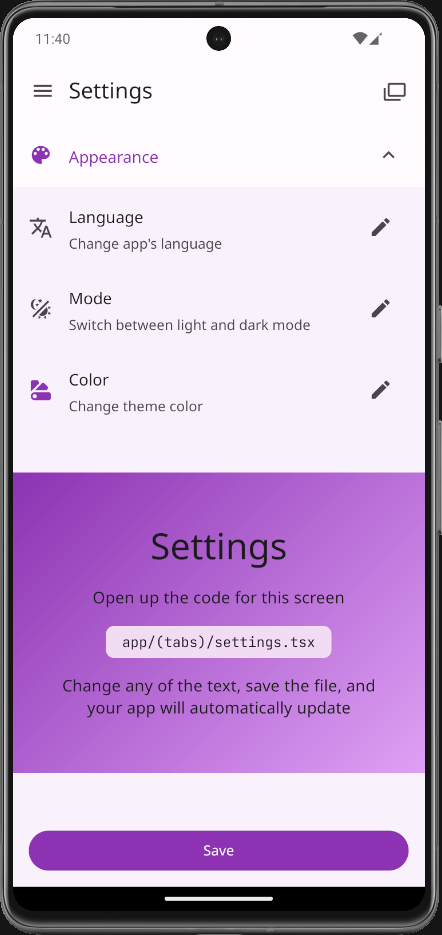 11:40
Settings
Appearance
Language
Change app's language
Mode
Switch between light and dark mode
Color
Change theme color
Settings
Open up the code for this screen
app/(tabs)/settings.tsx
Change any of the text, save the file, and
your app will automatically update
Save